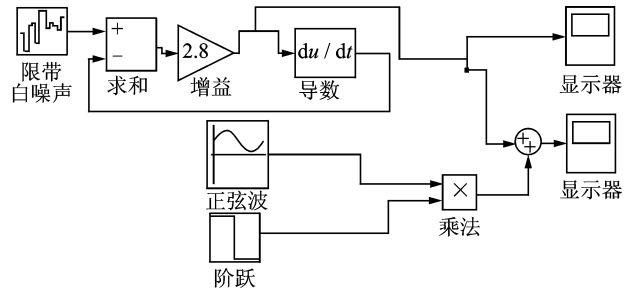 限带
白噪声
+
−
求和
2.8
增益
du / dt
导数
显示器
+
+
显示器
正弦波
×
乘法
阶跃